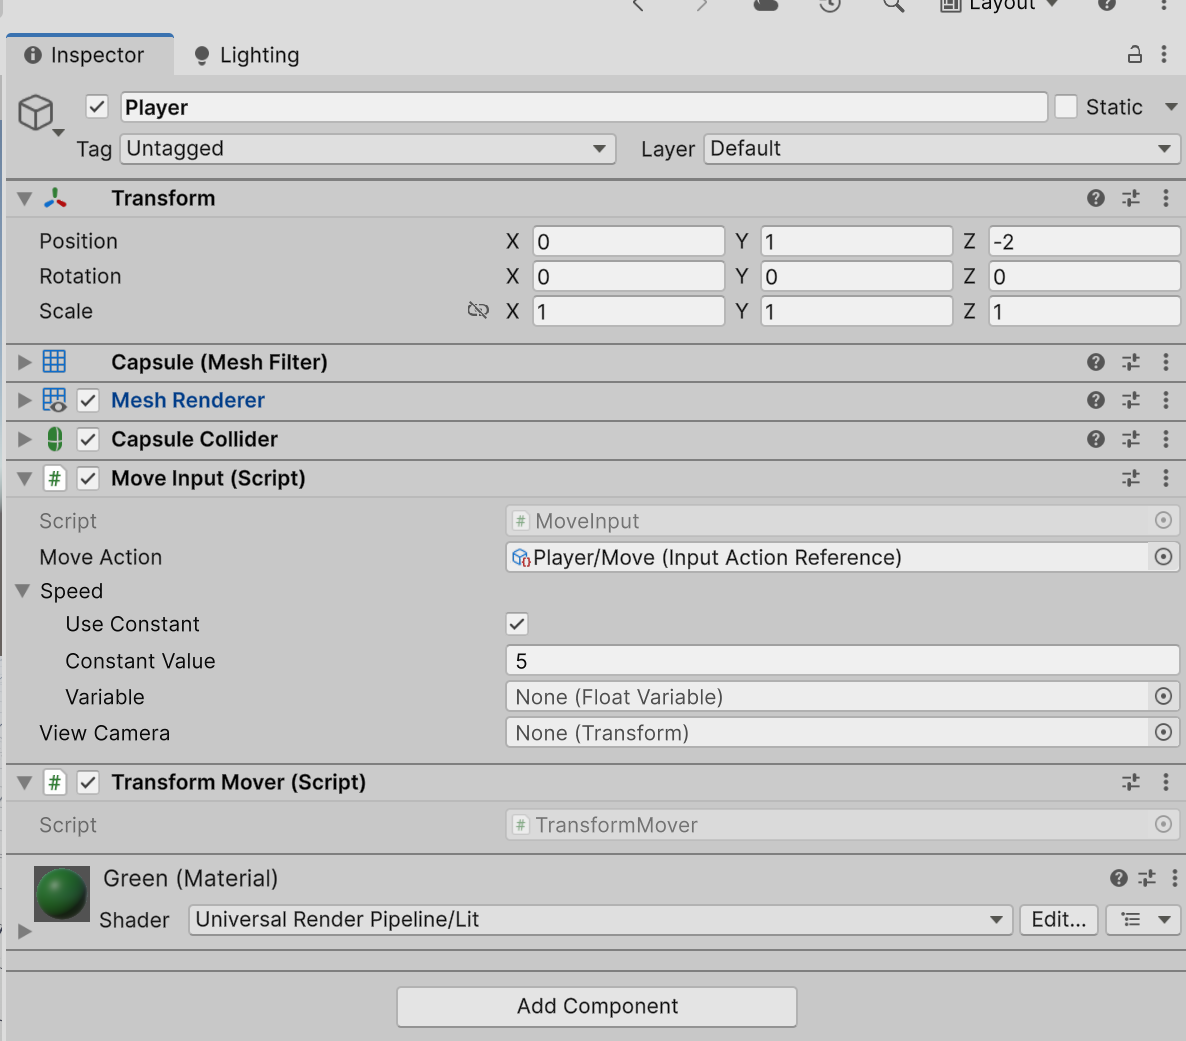 Layout
Inspector Lighting
Player Static
Tag Untagged Layer Default
Transform
Position X 0 Y 1 Z -2
Rotation X 0 Y 0 Z 0
Scale X 1 Y 1 Z 1
Capsule (Mesh Filter)
Mesh Renderer
Capsule Collider
# Move Input (Script)
Script # MoveInput
Move Action Player/Move (Input Action Reference)
Speed
Use Constant
Constant Value 5
Variable None (Float Variable)
View Camera None (Transform)
# Transform Mover (Script)
Script # TransformMover
Green (Material)
Shader Universal Render Pipeline/Lit Edit...
Add Component